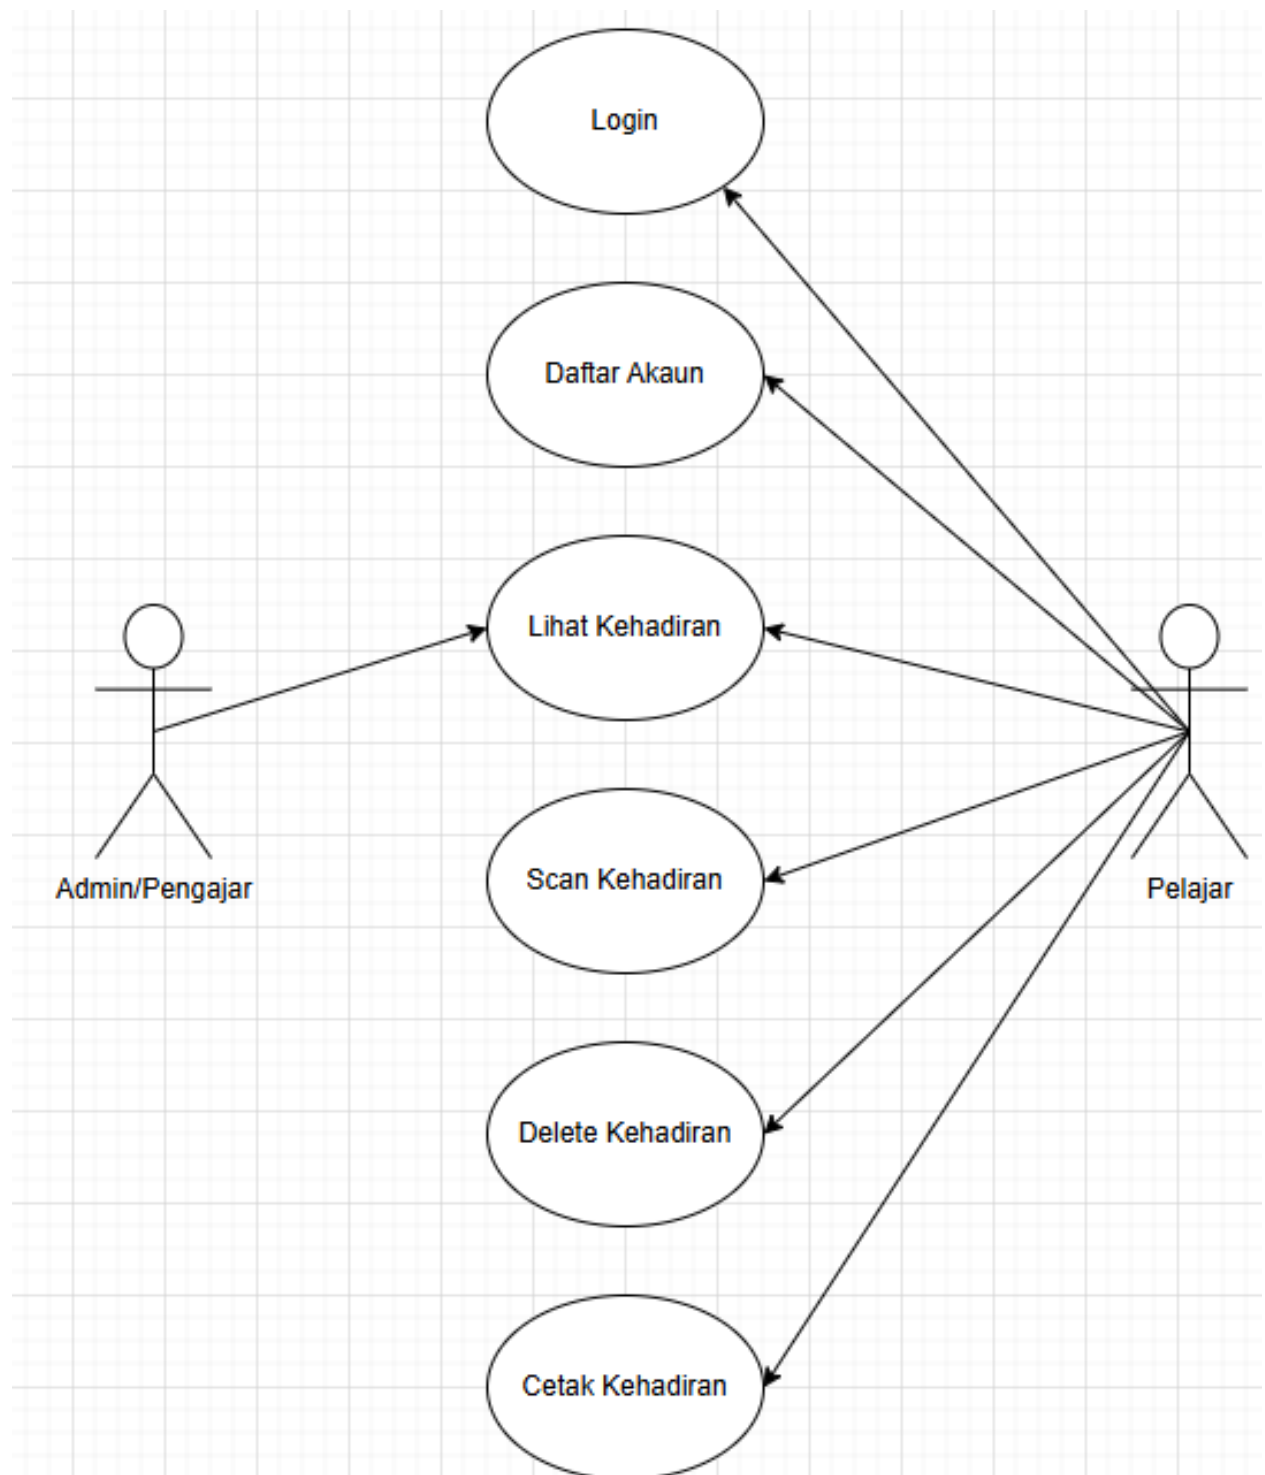 Login
Daftar Akaun
Lihat Kehadiran
Scan Kehadiran
Admin/Pengajar
Pelajar
Delete Kehadiran
Cetak Kehadiran